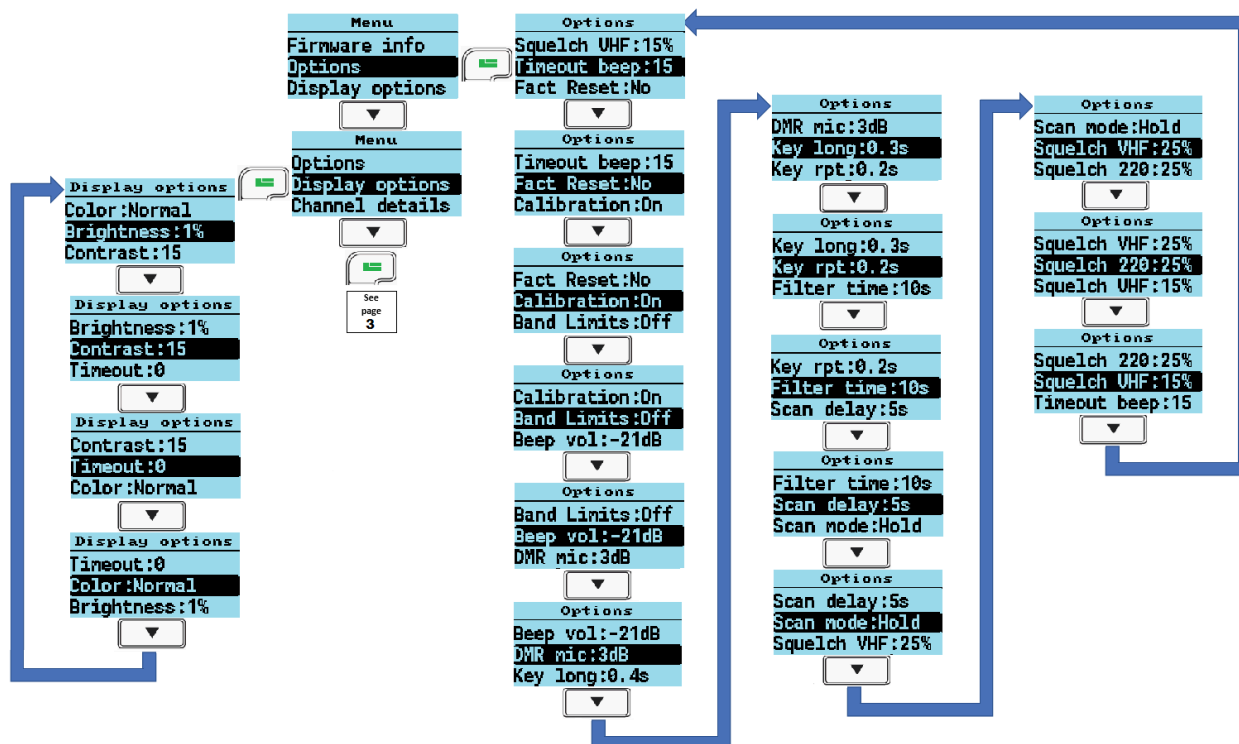 Menu
Firmware info
Options
Display options
Menu
Options
Display options
Channel details
See
page
3
Display options
Color:Normal
Brightness:1%
Contrast:15
Display options
Brightness:1%
Contrast:15
Timeout:0
Display options
Contrast:15
Timeout:0
Color:Normal
Display options
Timeout:0
Color:Normal
Brightness:1%
Options
Squelch VHF:15%
Timeout beep:15
Fact Reset:No
Options
Timeout beep:15
Fact Reset:No
Calibration:On
Options
Fact Reset:No
Calibration:On
Band Limits:Off
Options
Calibration:On
Band Limits:Off
Beep vol:-21dB
Options
Band Limits:Off
Beep vol:-21dB
DMR mic:3dB
Options
Beep vol:-21dB
DMR mic:3dB
Key long:0.4s
Options
DMR mic:3dB
Key long:0.3s
Key rpt:0.2s
Options
Key long:0.3s
Key rpt:0.2s
Filter time:10s
Options
Key rpt:0.2s
Filter time:10s
Scan delay:5s
Options
Filter time:10s
Scan delay:5s
Scan mode:Hold
Options
Scan delay:5s
Scan mode:Hold
Squelch VHF:25%
Options
Scan mode:Hold
Squelch VHF:25%
Squelch 220:25%
Options
Squelch VHF:25%
Squelch 220:25%
Squelch UHF:15%
Options
Squelch 220:25%
Squelch UHF:15%
Timeout beep:15